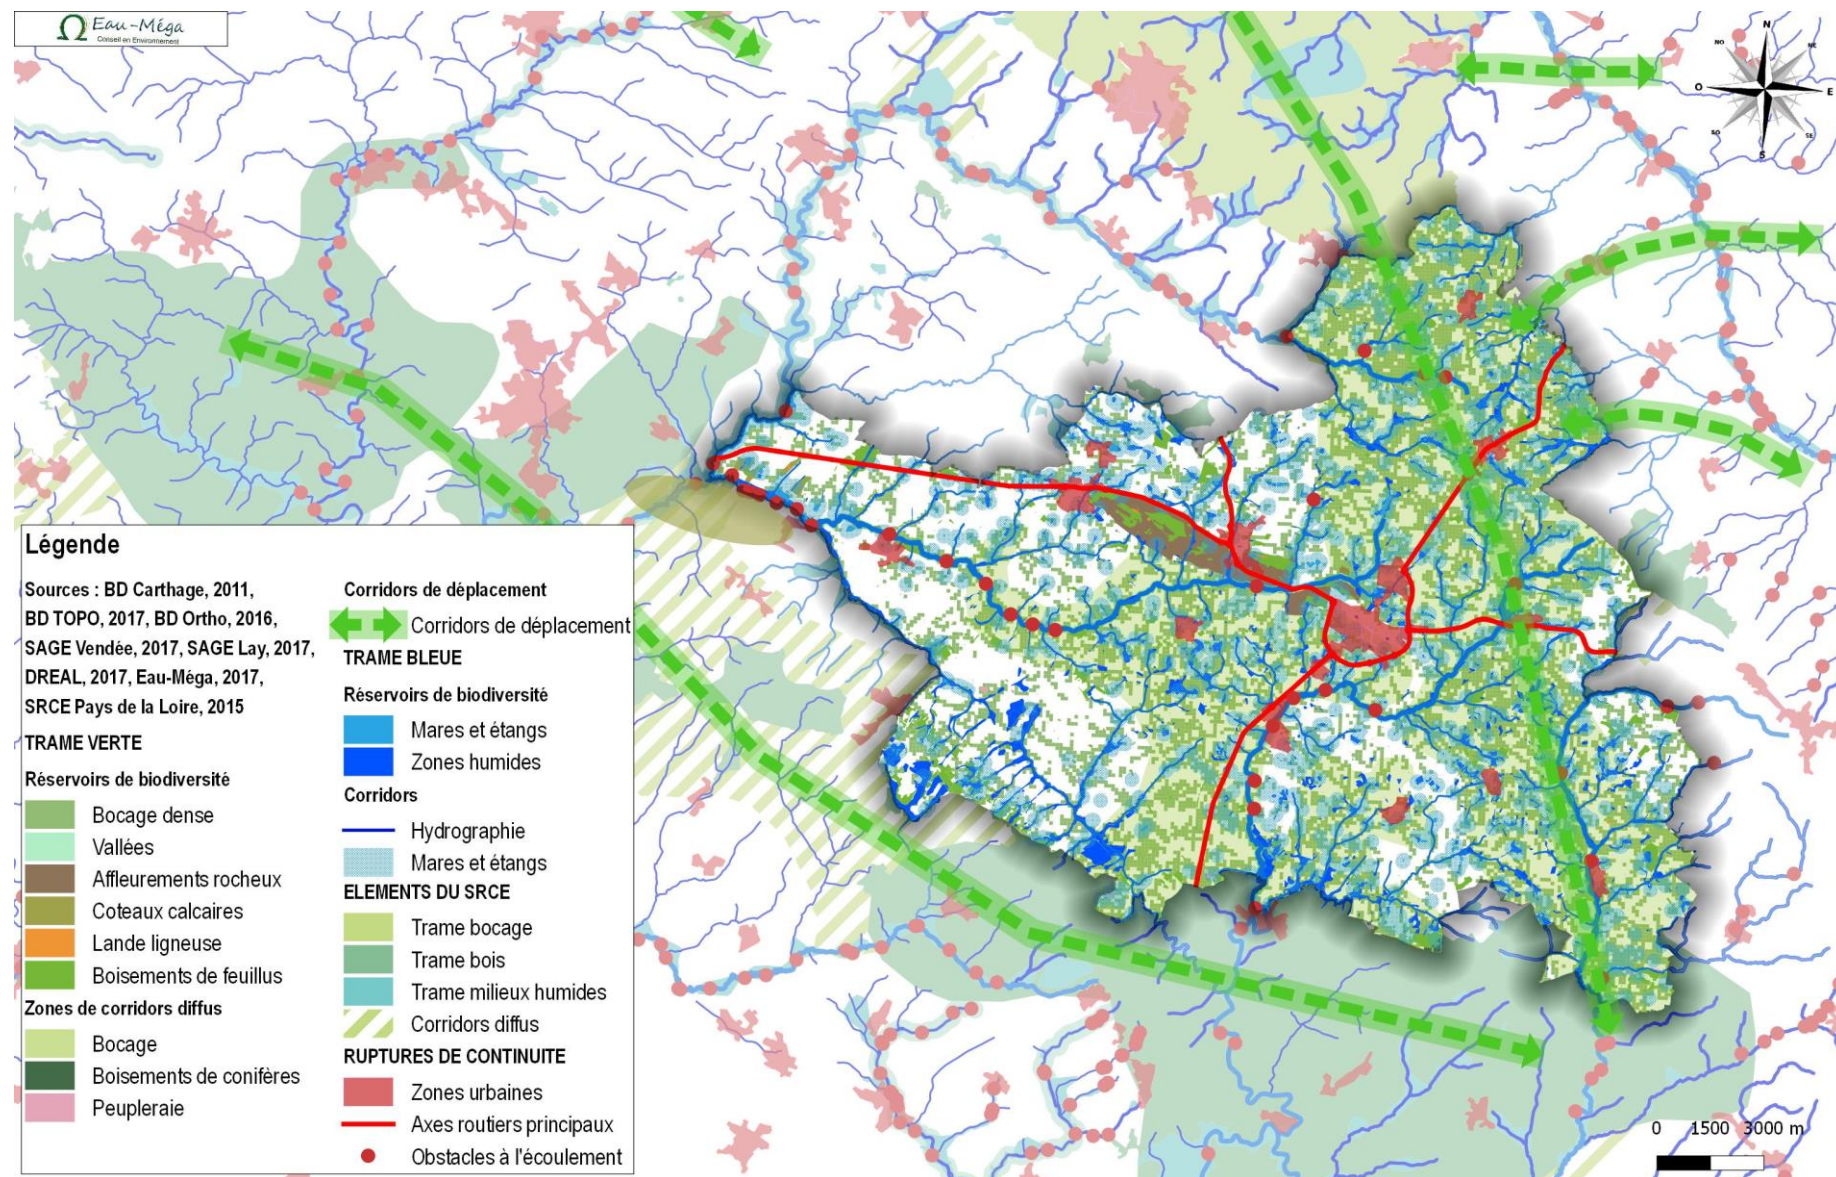 Eau-Méga
Conseil en Environnement
N
NO
NE
O
E
SO
SE
S
Légende
Sources : BD Carthage, 2011,
BD TOPO, 2017, BD Ortho, 2016,
SAGE Vendée, 2017, SAGE Lay, 2017,
DREAL, 2017, Eau-Méga, 2017,
SRCE Pays de la Loire, 2015
TRAME VERTE
Réservoirs de biodiversité
Bocage dense
Vallées
Affleurements rocheux
Coteaux calcaires
Lande ligneuse
Boisements de feuillus
Zones de corridors diffus
Bocage
Boisements de conifères
Peupleraie
Corridors de déplacement
Corridors de déplacement
TRAME BLEUE
Réservoirs de biodiversité
Mares et étangs
Zones humides
Corridors
Hydrographie
Mares et étangs
ELEMENTS DU SRCE
Trame bocage
Trame bois
Trame milieux humides
Corridors diffus
RUPTURES DE CONTINUITE
Zones urbaines
Axes routiers principaux
Obstacles à l'écoulement
0 1500 3000 m